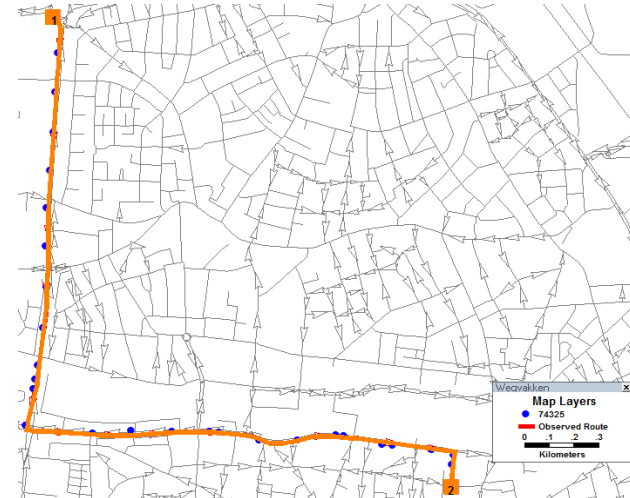 1
Wegvakken
Map Layers
74325
Observed Route
0 .1 .2 .3
Kilometers
2